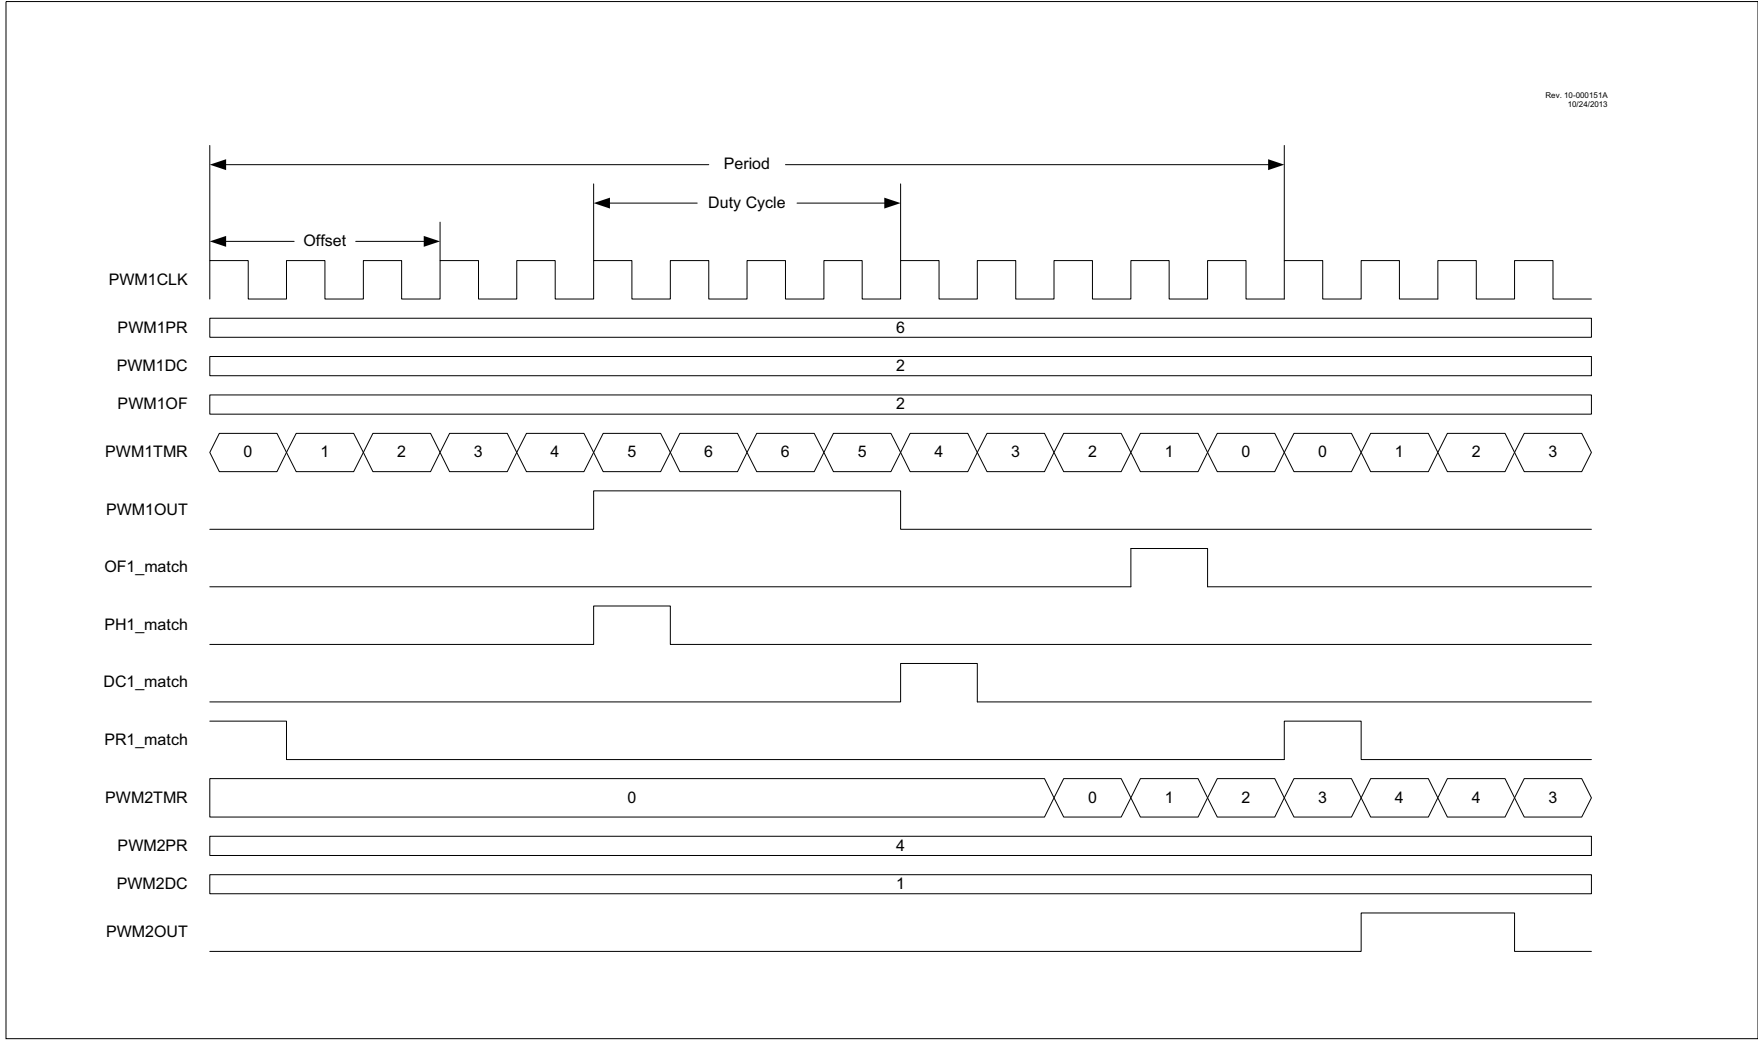 Rev. 10-000151A
10/24/2013
Period
Duty Cycle
Offset
PWM1CLK
PWM1PR 6
PWM1DC 2
PWM1OF 2
PWM1TMR 0 1 2 3 4 5 6 6 5 4 3 2 1 0 0 1 2 3
PWM1OUT
OF1_match
PH1_match
DC1_match
PR1_match
PWM2TMR 0 0 1 2 3 4 4 3
PWM2PR 4
PWM2DC 1
PWM2OUT